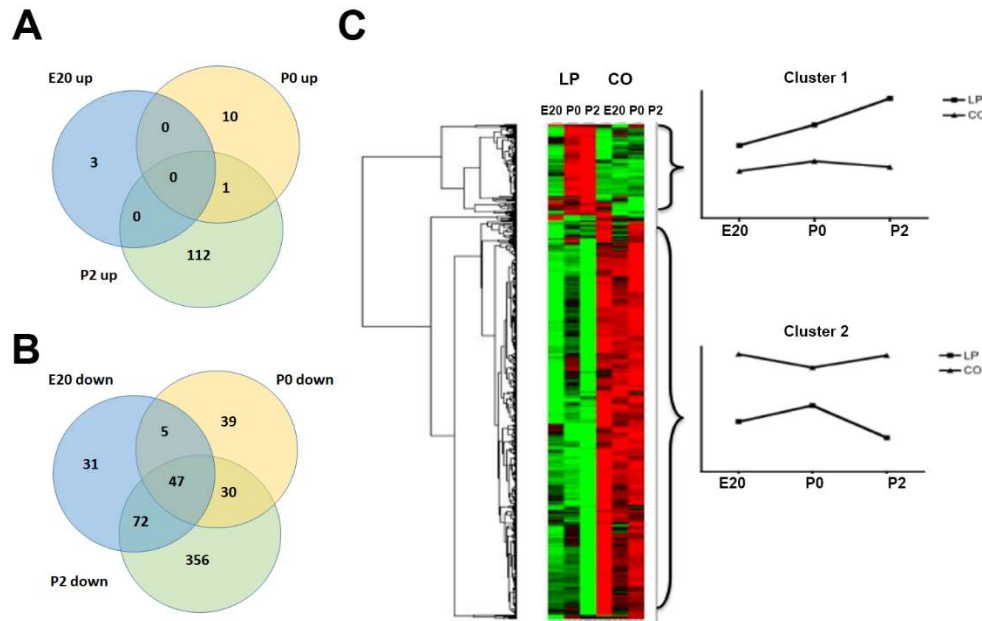 A
E20 up
P0 up
0
10
3
0
1
0
P2 up
112
B
E20 down
P0 down
5
39
31
47
30
72
P2 down
356
C
LP CO
E20 P0 P2 E20 P0 P2
Cluster 1
LP
CO
E20 P0 P2
Cluster 2
LP
CO
E20 P0 P2